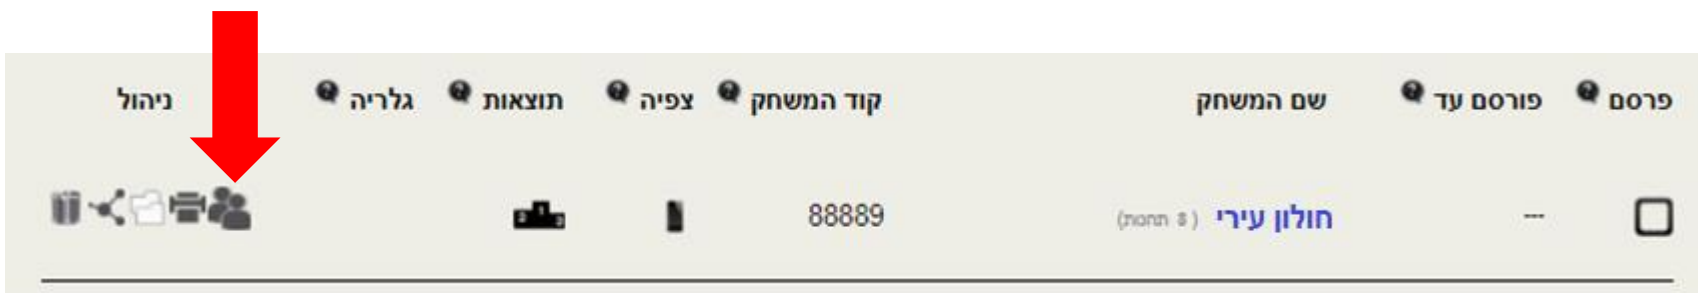 פרסם פורסם עד שם המשחק קוד המשחק צפיה תוצאות גלריה ניהול
--- חולון עירי (8 תחנות) 88889